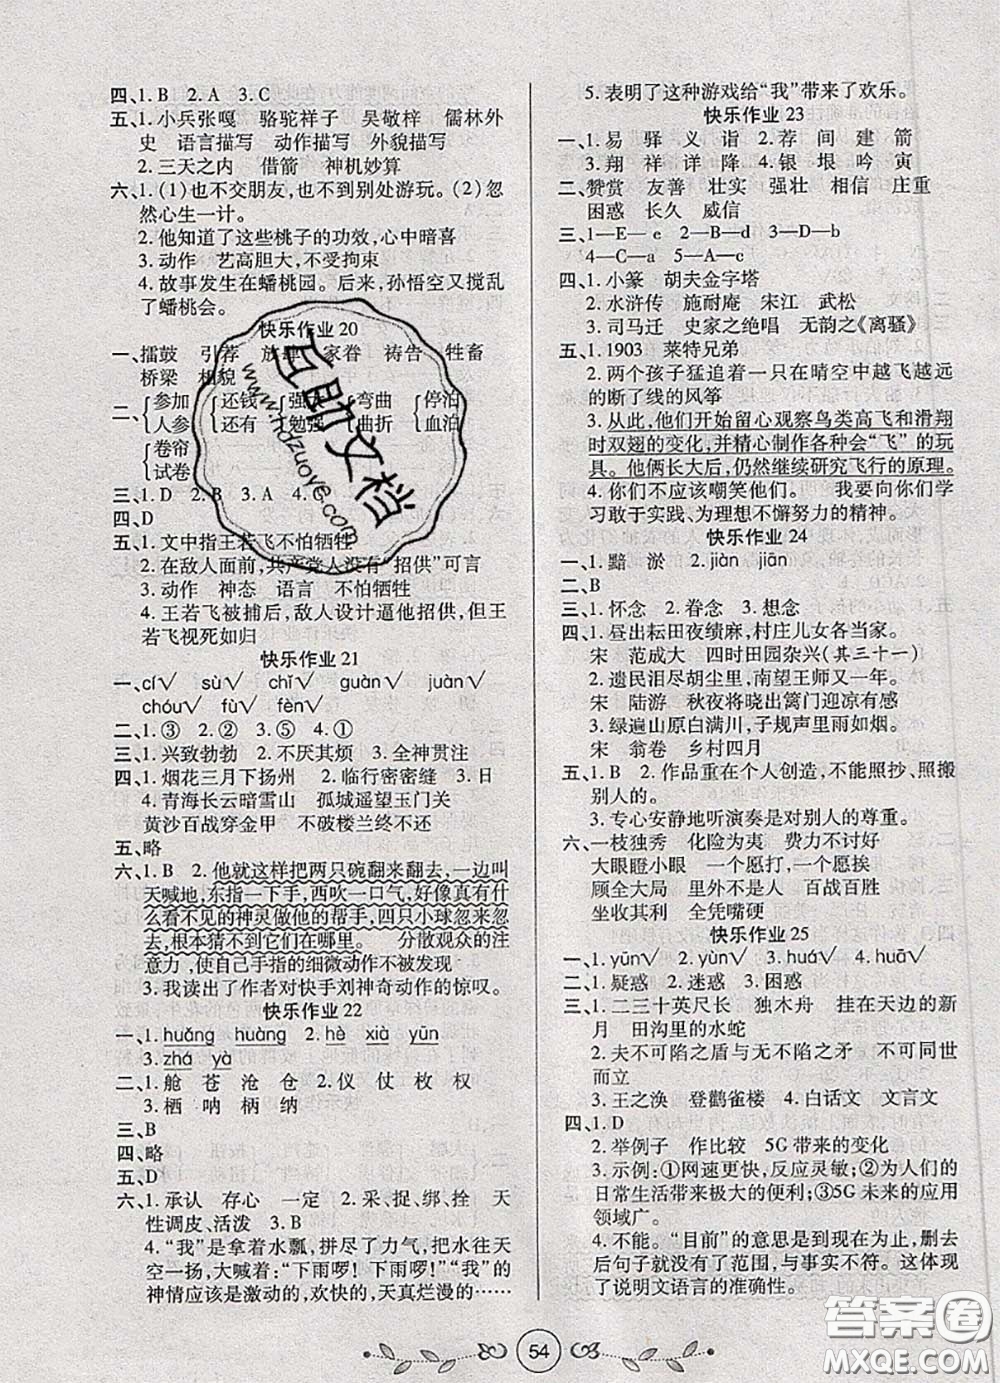 四、1.B 2.A 3.C
五、1.小兵张嘎 骆驼祥子 吴敬梓 儒林外
史 语言描写 动作描写 外貌描写
2.三天之内 借箭 神机妙算
六、1.(1)也不交朋友,也不到别处游玩。(2)忽
然心生一计。
2.他知道了这些桃子的功效,心中暗喜
3.动作 艺高胆大,不受拘束
4.故事发生在蟠桃园。后来,孙悟空又搅乱
了蟠桃会。
快乐作业 20
一、擂鼓 引荐 放肆 家眷 祷告 牲畜
桥梁 相貌
二、{参加 {还钱 {强大 {弯曲 {停泊
人参 还有 勉强 曲折 血泊
{卷帘
试卷
三、1.D 2.B 3.A 4.C
四、D
五、1.文中指王若飞不怕牺牲
2.在敌人面前,共产党人没有“招供”可言
3.动作 神态 语言 不怕牺牲
4.王若飞被捕后,敌人设计逼他招供,但王
若飞视死如归
快乐作业 21
一、cí√ sù√ chǐ√ guàn√ juàn√
chóu√ fù√ fèn√
二、1.③ 2.② 3.⑤ 4.①
三、1.兴致勃勃 2.不厌其烦 3.全神贯注
四、1.烟花三月下扬州 2.临行密密缝 3.日
4.青海长云暗雪山 孤城遥望玉门关
黄沙百战穿金甲 不破楼兰终不还
五、略
六、1.B 2.他就这样把两只碗翻来翻去,一边叫
天喊地,东指一下手,西吹一口气,好像真有什
么看不见的神灵做他的帮手,四只小球忽来忽
去,根本猜不到它们在哪里。 分散观众的注
意力,使自己手指的细微动作不被发现
3.我读出了作者对快手刘神奇动作的惊叹。
快乐作业 22
一、1.huǎng huàng 2.hè xià yūn
3.zhá yà
二、1.舱 苍 沧 仓 2.仪 仗 枚 权
3.栖 呐 柄 纳
三、B
四、略
五、D
六、1.承认 存心 一定 2.采、捉、绑、拴 天
性调皮、活泼 3.B
4.“我”是拿着水瓢,拼尽了力气,把水往天
空一扬,大喊着:“下雨啰!下大雨啰!”“我”的
神情应该是激动的,欢快的,天真烂漫的……
5.表明了这种游戏给“我”带来了欢乐。
快乐作业 23
一、1.易 驿 义 诣 2.荐 间 建 箭
3.翔 祥 详 降 4.银 垠 吟 寅
二、赞赏 友善 壮实 强壮 相信 庄重
困惑 长久 威信
三、1—E—e 2—B—d 3—D—b
4—C—a 5—A—c
四、1.小篆 胡夫金字塔
2.水浒传 施耐庵 宋江 武松
3.司马迁 史家之绝唱 无韵之《离骚》
五、1.1903 莱特兄弟
2.两个孩子猛追着一只在晴空中越飞越远
的断了线的风筝
3.从此,他们开始留心观察鸟类高飞和滑翔
时双翅的变化,并精心制作各种会“飞”的玩
具。他俩长大后,仍然继续研究飞行的原理。
4.你们不应该嘲笑他们。 我要向他们学
习敢于实践、为理想不懈努力的精神。
快乐作业 24
一、1.黯 淤 2.jiàn jiān
二、B
三、1.怀念 2.眷念 3.想念
四、1.昼出耘田夜绩麻,村庄儿女各当家。
宋 范成大 四时田园杂兴(其三十一)
2.遗民泪尽胡尘里,南望王师又一年。
宋 陆游 秋夜将晓出篱门迎凉有感
3.绿遍山原白满川,子规声里雨如烟。
宋 翁卷 乡村四月
五、1.B 2.作品重在个人创造,不能照抄、照搬
别人的。
3.专心安静地听演奏是对别人的尊重。
六、一枝独秀 化险为夷 费力不讨好
大眼瞪小眼 一个愿打,一个愿挨
顾全大局 里外不是人 百战百胜
坐收其利 全凭嘴硬
快乐作业 25
一、1.yūn√ 2.yùn√ 3.huá√ 4.huā√
二、1.疑惑 2.迷惑 3.困惑
三、1.二三十英尺长 独木舟 挂在天边的新
月 田沟里的水蛇
2.夫不可陷之盾与无不陷之矛 不可同世
而立
3.王之涣 登鹳雀楼 4.白话文 文言文
四、1.D
2.举例子 作比较 5G带来的变化
3.示例:①网速更快,反应灵敏;②为人们的
日常生活带来极大的便利;③5G未来的应用
领域广。
4.不能。“目前”的意思是到现在为止,删去
后句子就没有了范围,与事实不符。这体现
了说明文语言的准确性。
54
百助文档
www.hdzuoye.com
答案圈
MXQE.COM